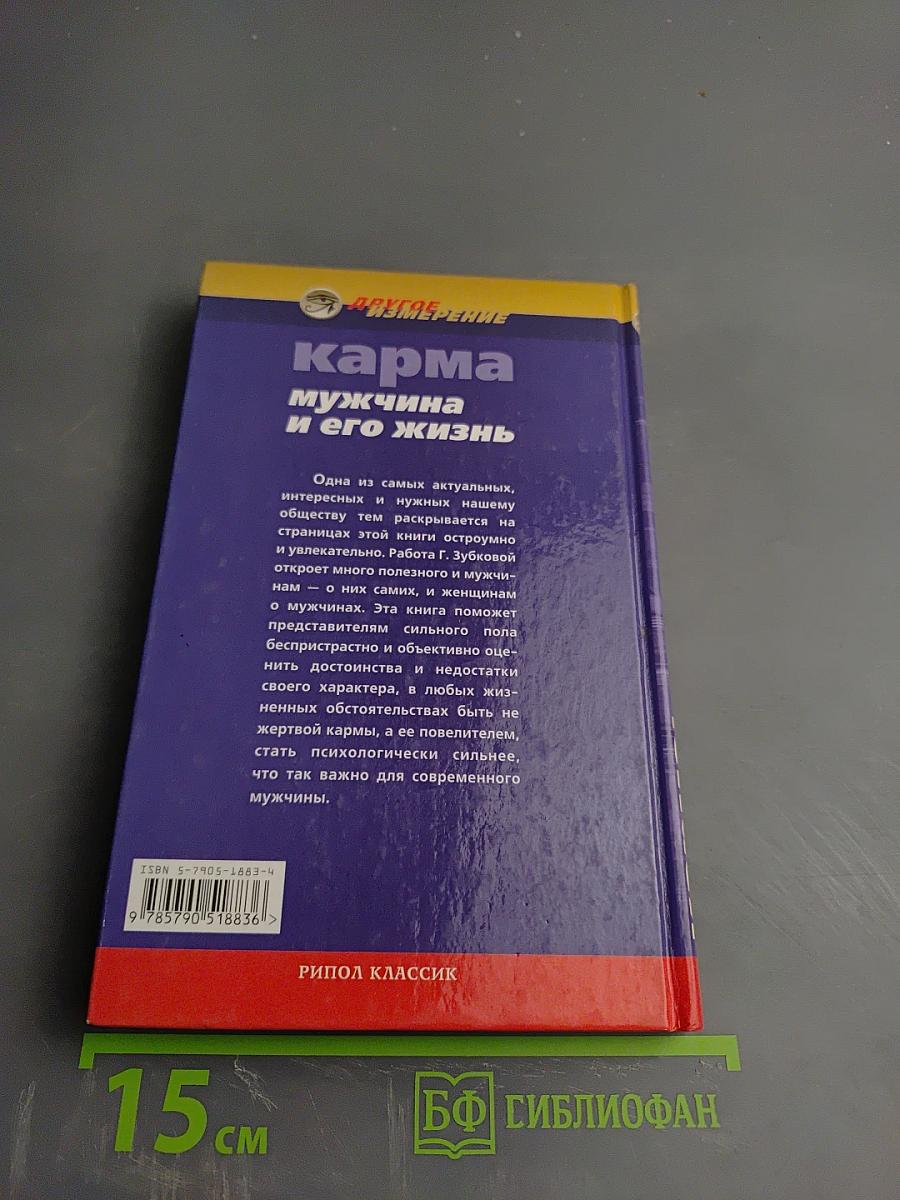 ДРУГОЕ
ИЗМЕРЕНИЕ
карма
мужчина
и его жизнь
Одна из самых актуальных,
интересных и нужных нашему
обществу тем раскрывается на
страницах этой книги остроумно
и увлекательно. Работа Г. Зубковой
откроет много полезного и мужчи-
нам — о них самих, и женщинам
о мужчинах. Эта книга поможет
представителям сильного пола
беспристрастно и объективно оце-
нить достоинства и недостатки
своего характера, в любых жиз-
ненных обстоятельствах быть не
жертвой кармы, а ее повелителем,
стать психологически сильнее,
что так важно для современного
мужчины.
ISBN 5-7905-1883-4
9 785790 518836 >
РИПОЛ КЛАССИК
15 см
БФ СИБЛИОФАН